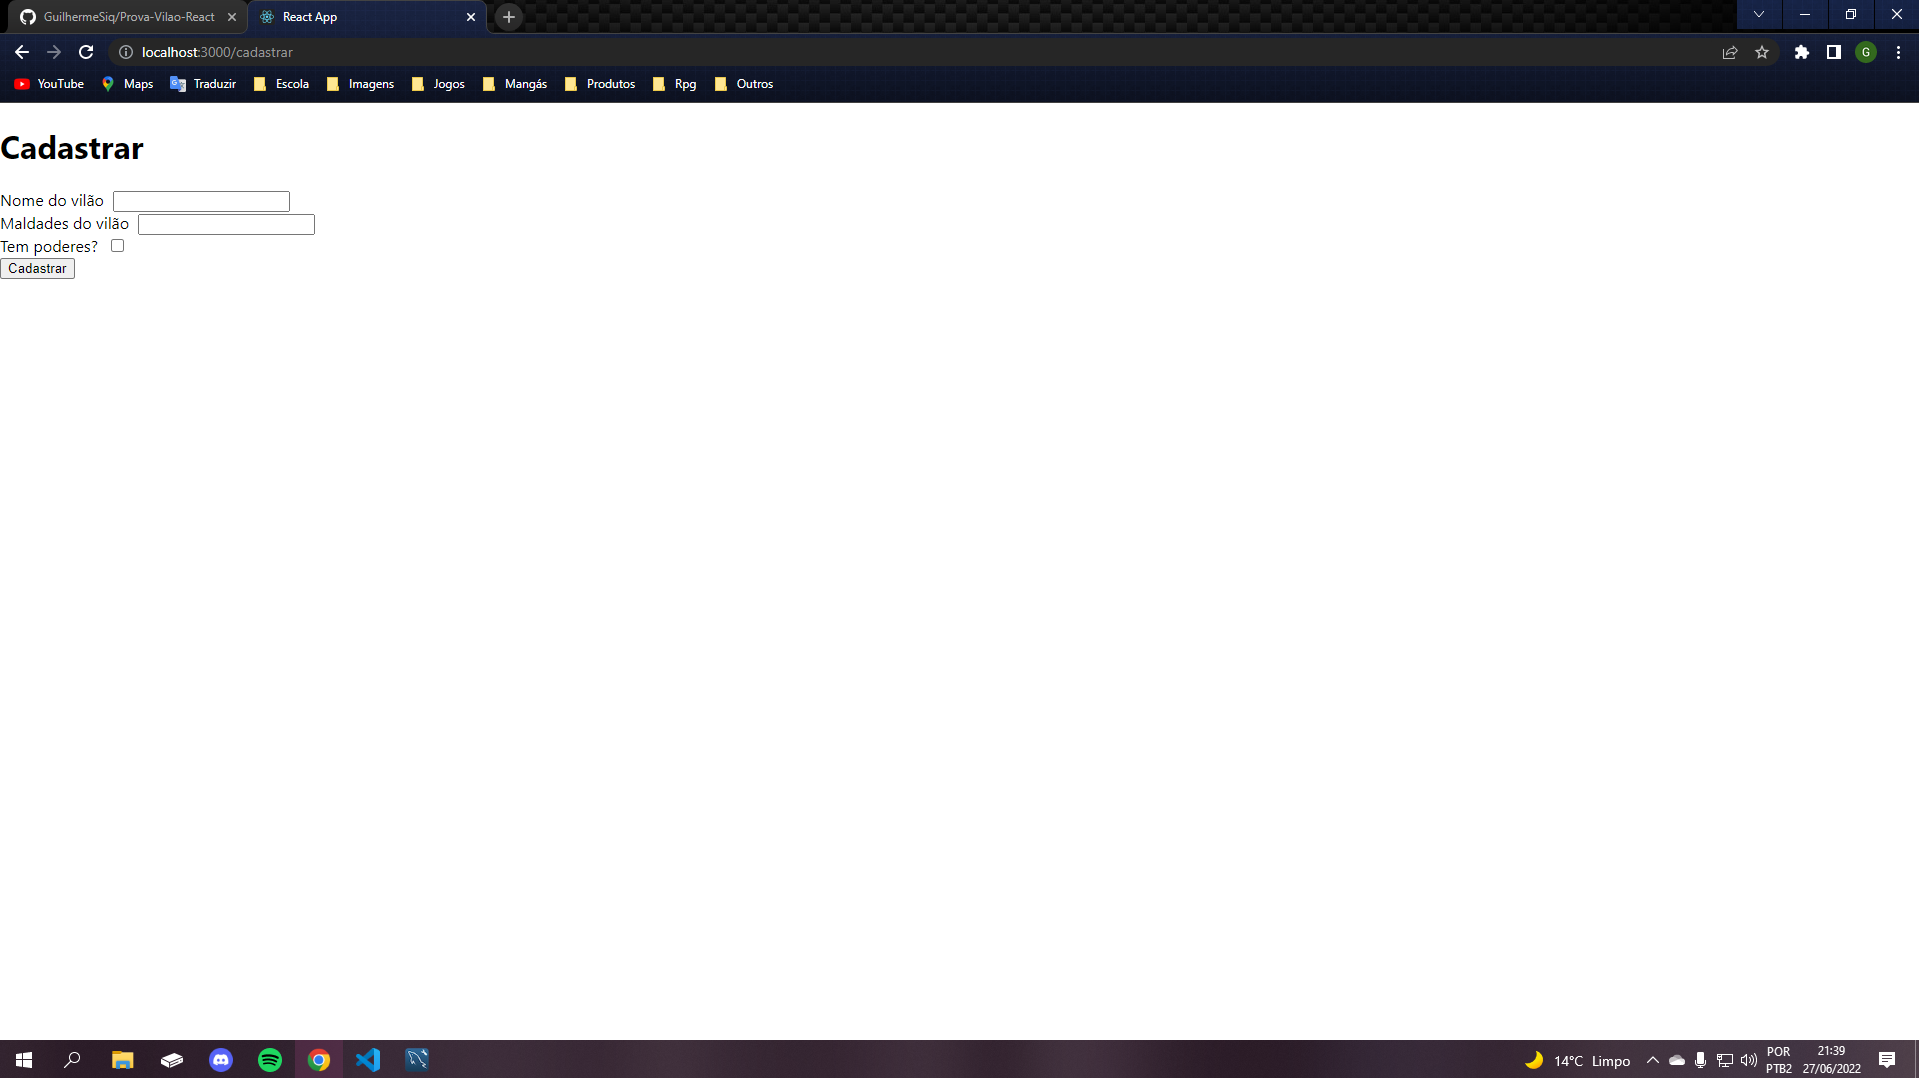 GuilhermeSiq/Prova-Vilao-React
React App
localhost:3000/cadastrar
G
YouTube
Maps
Traduzir
Escola
Imagens
Jogos
Mangás
Produtos
Rpg
Outros
Cadastrar
Nome do vilão
Maldades do vilão
Tem poderes?
Cadastrar
14°C Limpo
POR
PTB2
21:39
27/06/2022